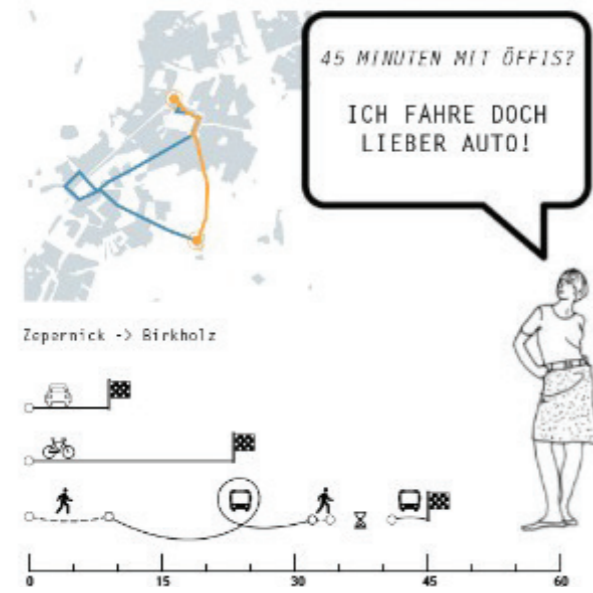 45 MINUTEN MIT ÖFFIS?
ICH FAHRE DOCH
LIEBER AUTO!
Zepernick -> Birkholz
0 15 30 45 60